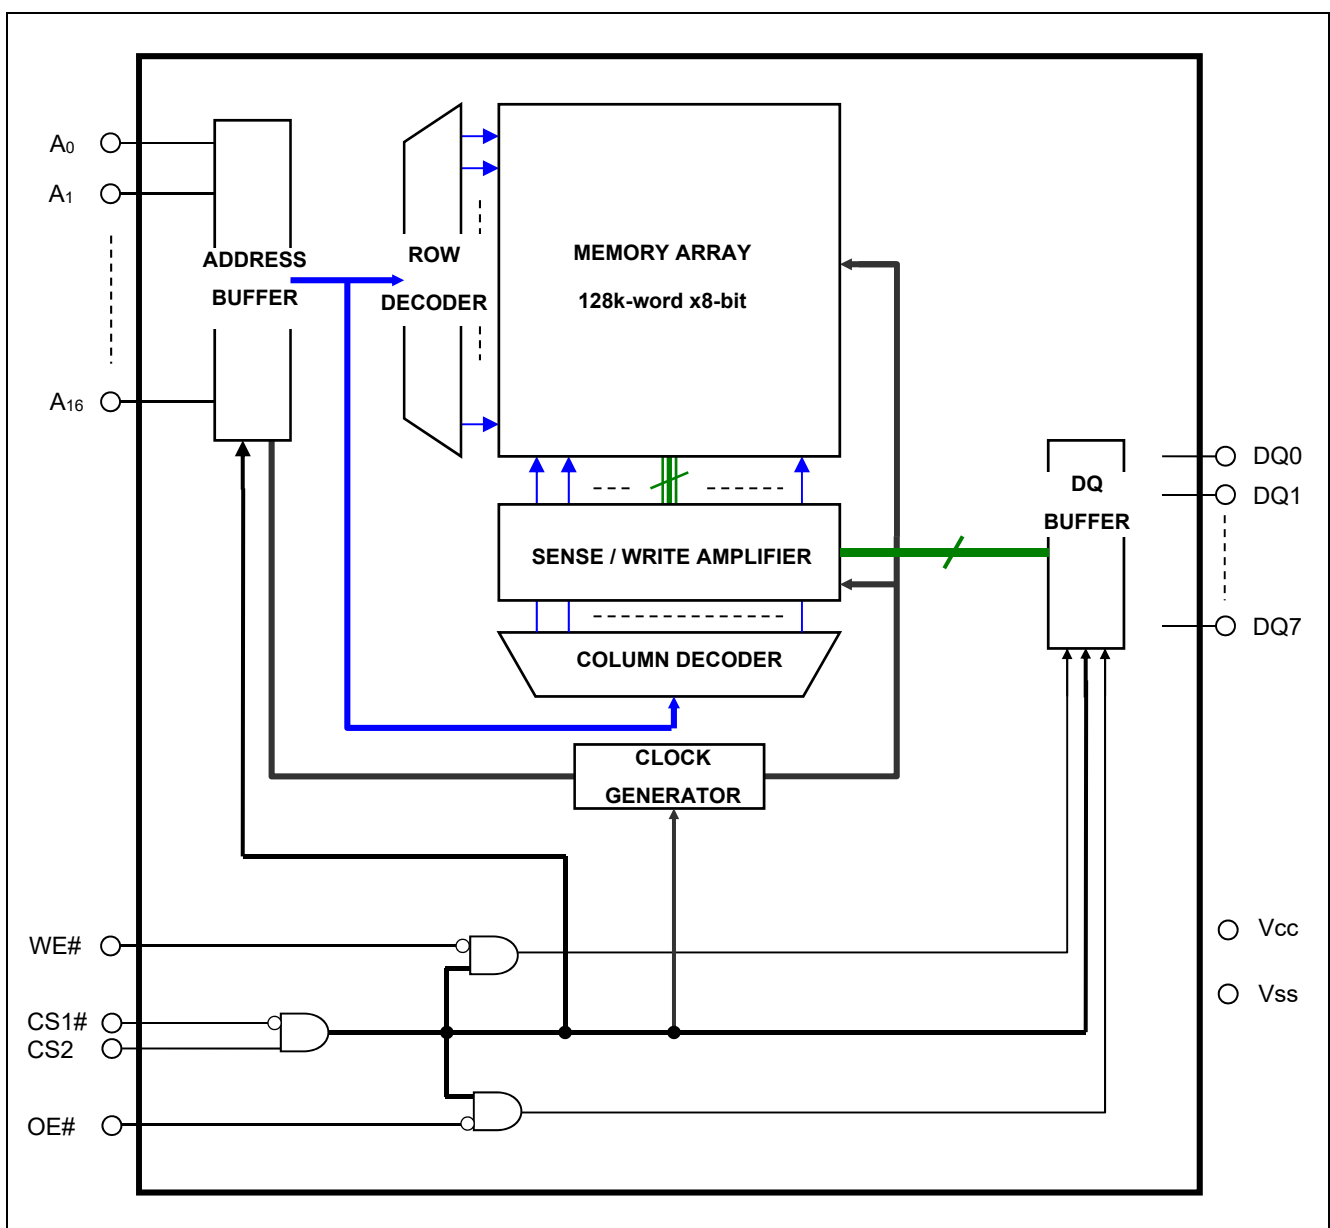 A0
A1
A16
ADDRESS
BUFFER
ROW
DECODER
MEMORY ARRAY
128k-word x8-bit
SENSE / WRITE AMPLIFIER
COLUMN DECODER
CLOCK
GENERATOR
DQ
BUFFER
DQ0
DQ1
DQ7
WE#
CS1#
CS2
OE#
Vcc
Vss